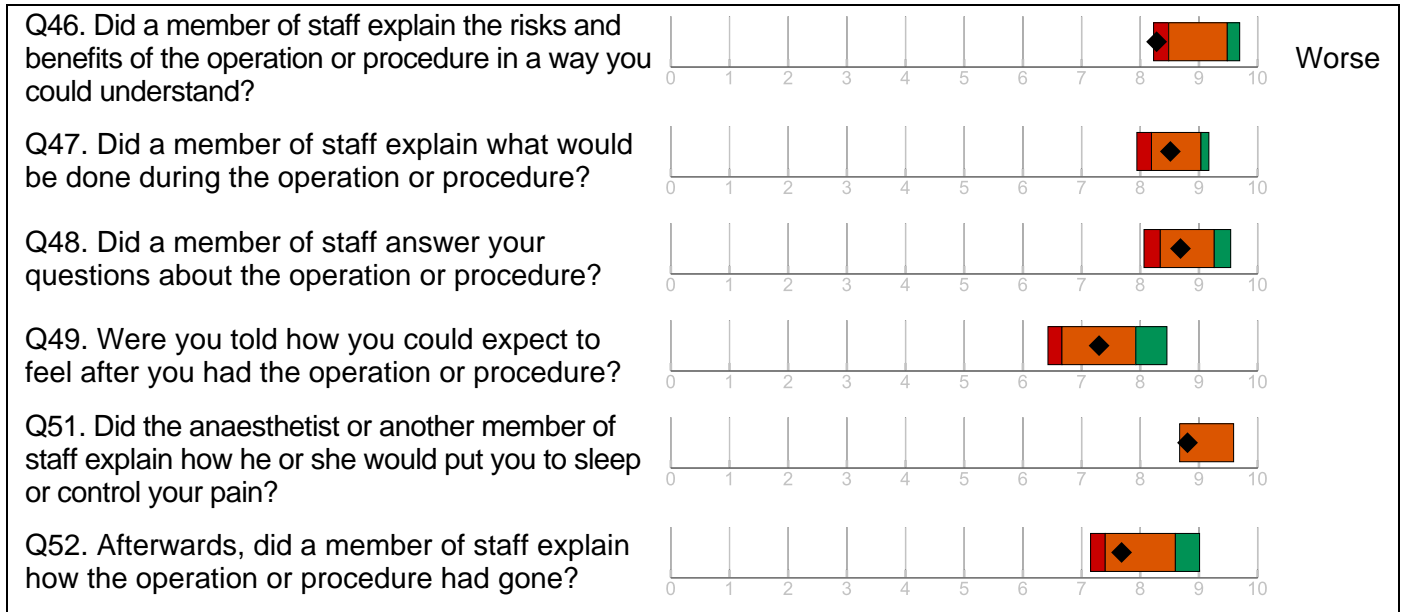 Q46. Did a member of staff explain the risks and
benefits of the operation or procedure in a way you
could understand?
Worse
0 1 2 3 4 5 6 7 8 9 10
Q47. Did a member of staff explain what would
be done during the operation or procedure?
0 1 2 3 4 5 6 7 8 9 10
Q48. Did a member of staff answer your
questions about the operation or procedure?
0 1 2 3 4 5 6 7 8 9 10
Q49. Were you told how you could expect to
feel after you had the operation or procedure?
0 1 2 3 4 5 6 7 8 9 10
Q51. Did the anaesthetist or another member of
staff explain how he or she would put you to sleep
or control your pain?
0 1 2 3 4 5 6 7 8 9 10
Q52. Afterwards, did a member of staff explain
how the operation or procedure had gone?
0 1 2 3 4 5 6 7 8 9 10